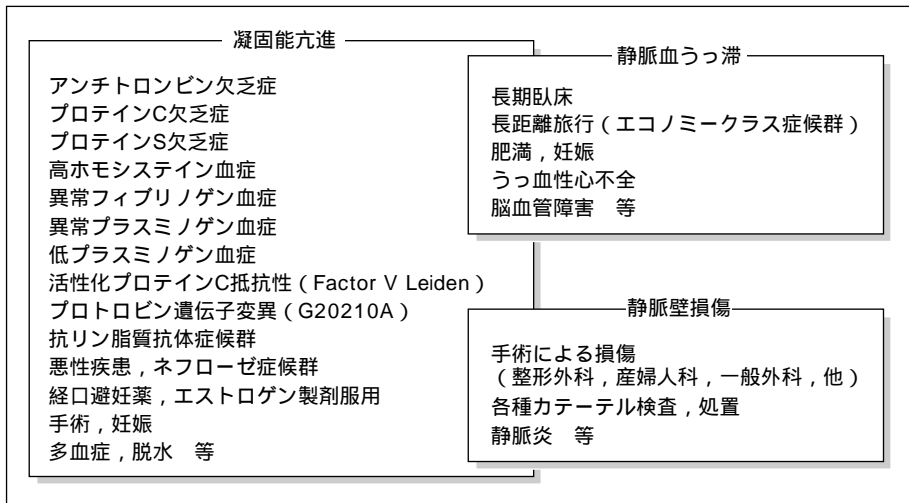 凝固能亢進
アンチトロンビン欠乏症
プロテインC欠乏症
プロテインS欠乏症
高ホモシステイン血症
異常フィブリノゲン血症
異常プラスミノゲン血症
低プラスミノゲン血症
活性化プロテインC抵抗性（Factor V Leiden）
プロトロビン遺伝子変異（G20210A）
抗リン脂質抗体症候群
悪性疾患，ネフローゼ症候群
経口避妊薬，エストロゲン製剤服用
手術，妊娠
多血症，脱水　等
静脈血うっ滞
長期臥床
長距離旅行（エコノミークラス症候群）
肥満，妊娠
うっ血性心不全
脳血管障害　等
静脈壁損傷
手術による損傷
（整形外科，産婦人科，一般外科，他）
各種カテーテル検査，処置
静脈炎　等